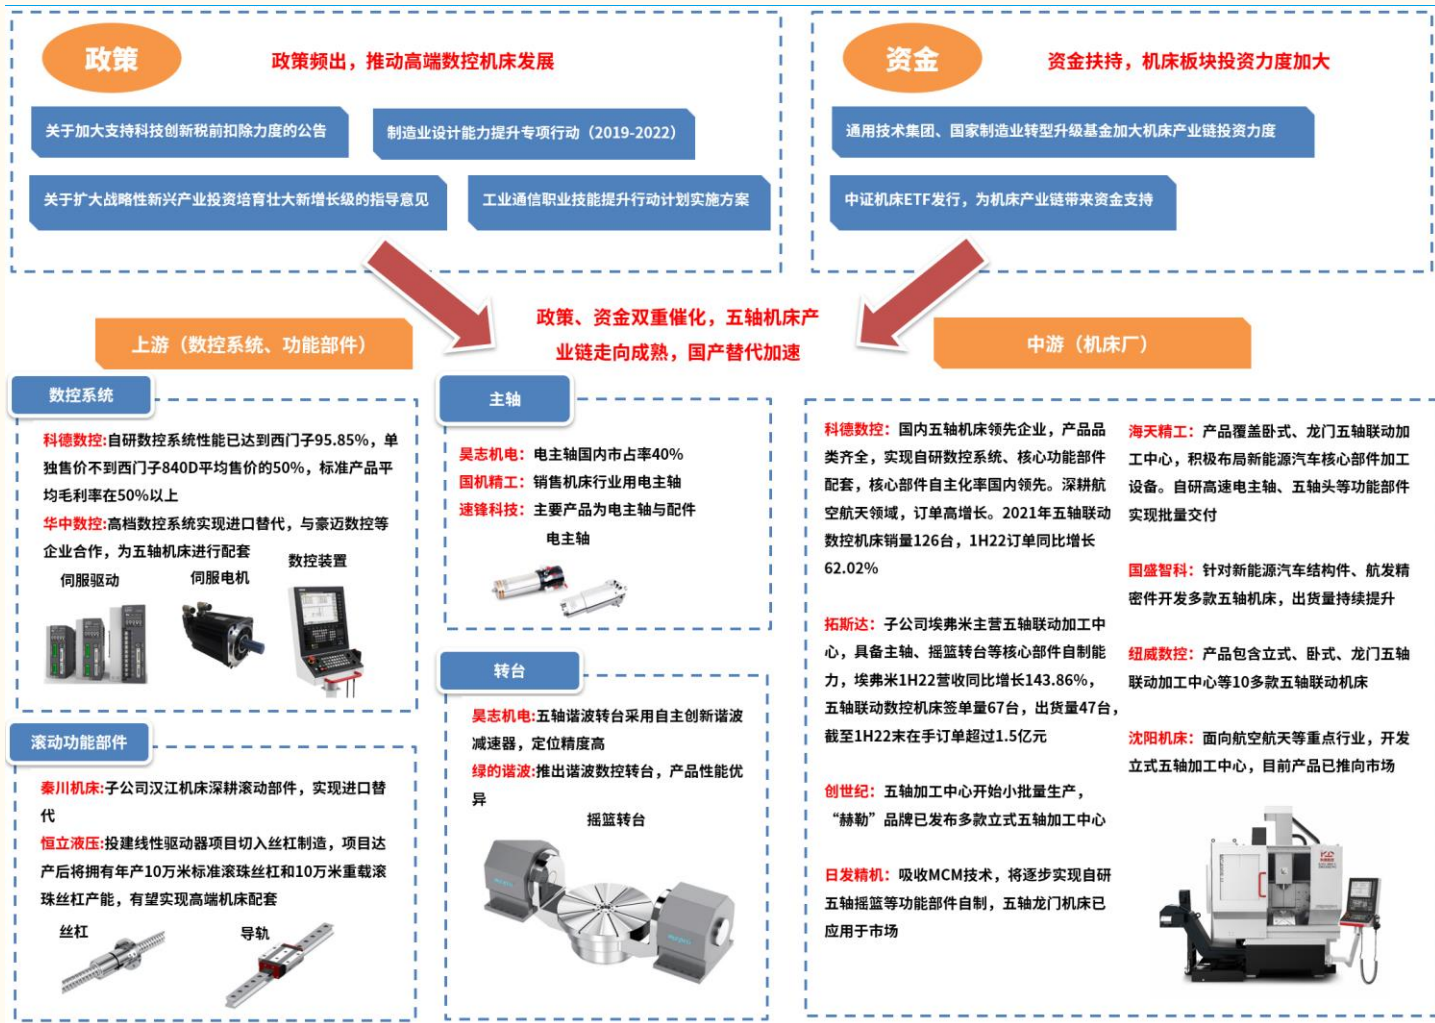 政策
政策频出，推动高端数控机床发展
关于加大支持科技创新税前扣除力度的公告
制造业设计能力提升专项行动（2019-2022）
关于扩大战略性新兴产业投资培育壮大新增长级的指导意见
工业通信职业技能提升行动计划实施方案
资金
资金扶持，机床板块投资力度加大
通用技术集团、国家制造业转型升级基金加大机床产业链投资力度
中证机床ETF发行，为机床产业链带来资金支持
政策、资金双重催化，五轴机床产
业链走向成熟，国产替代加速
上游（数控系统、功能部件）
中游（机床厂）
数控系统
科德数控:自研数控系统性能已达到西门子95.85%，单
独售价不到西门子840D平均售价的50%，标准产品平
均毛利率在50%以上
华中数控:高档数控系统实现进口替代，与豪迈数控等
企业合作，为五轴机床进行配套
伺服驱动
伺服电机
数控装置
滚动功能部件
秦川机床:子公司汉江机床深耕滚动部件，实现进口替
代
恒立液压:投建线性驱动器项目切入丝杠制造，项目达
产后将拥有年产10万米标准滚珠丝杠和10万米重载滚
珠丝杠产能，有望实现高端机床配套
丝杠
导轨
主轴
昊志机电：电主轴国内市占率40%
国机精工：销售机床行业用电主轴
速锋科技：主要产品为电主轴与配件
电主轴
转台
昊志机电:五轴谐波转台采用自主创新谐波
减速器，定位精度高
绿的谐波:推出谐波数控转台，产品性能优
异
摇篮转台
科德数控：国内五轴机床领先企业，产品品
类齐全，实现自研数控系统、核心功能部件
配套，核心部件自主化率国内领先。深耕航
空航天领域，订单高增长。2021年五轴联动
数控机床销量126台，1H22订单同比增长
62.02%
拓斯达：子公司埃弗米主营五轴联动加工中
心，具备主轴、摇篮转台等核心部件自制能
力，埃弗米1H22营收同比增长143.86%，
五轴联动数控机床签单量67台，出货量47台，
截至1H22末在手订单超过1.5亿元
创世纪：五轴加工中心开始小批量生产，
“赫勒”品牌已发布多款立式五轴加工中心
日发精机：吸收MCM技术，将逐步实现自研
五轴摇篮等功能部件自制，五轴龙门机床已
应用于市场
海天精工：产品覆盖卧式、龙门五轴联动加
工中心，积极布局新能源汽车核心部件加工
设备。自研高速电主轴、五轴头等功能部件
实现批量交付
国盛智科：针对新能源汽车结构件、航发精
密件开发多款五轴机床，出货量持续提升
纽威数控：产品包含立式、卧式、龙门五轴
联动加工中心等10多款五轴联动机床
沈阳机床：面向航空航天等重点行业，开发
立式五轴加工中心，目前产品已推向市场